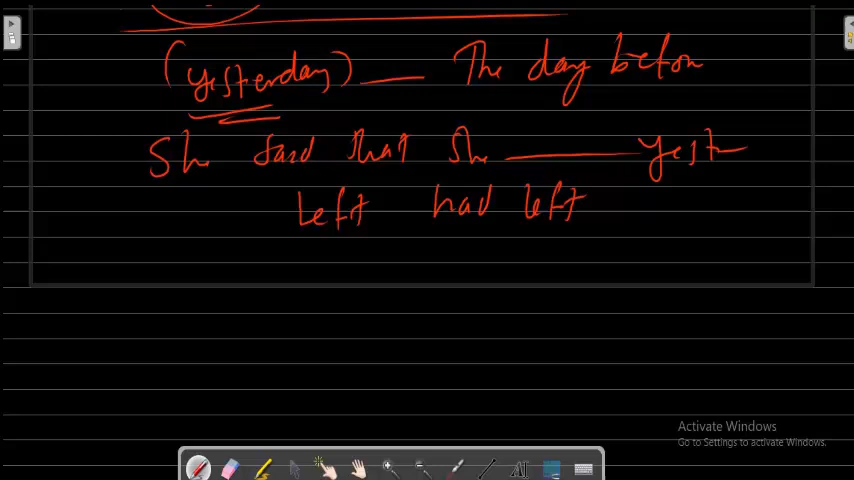 (yesterday) — The day before
She said that she ——— yest—
Left had left
Activate Windows
Go to Settings to activate Windows.